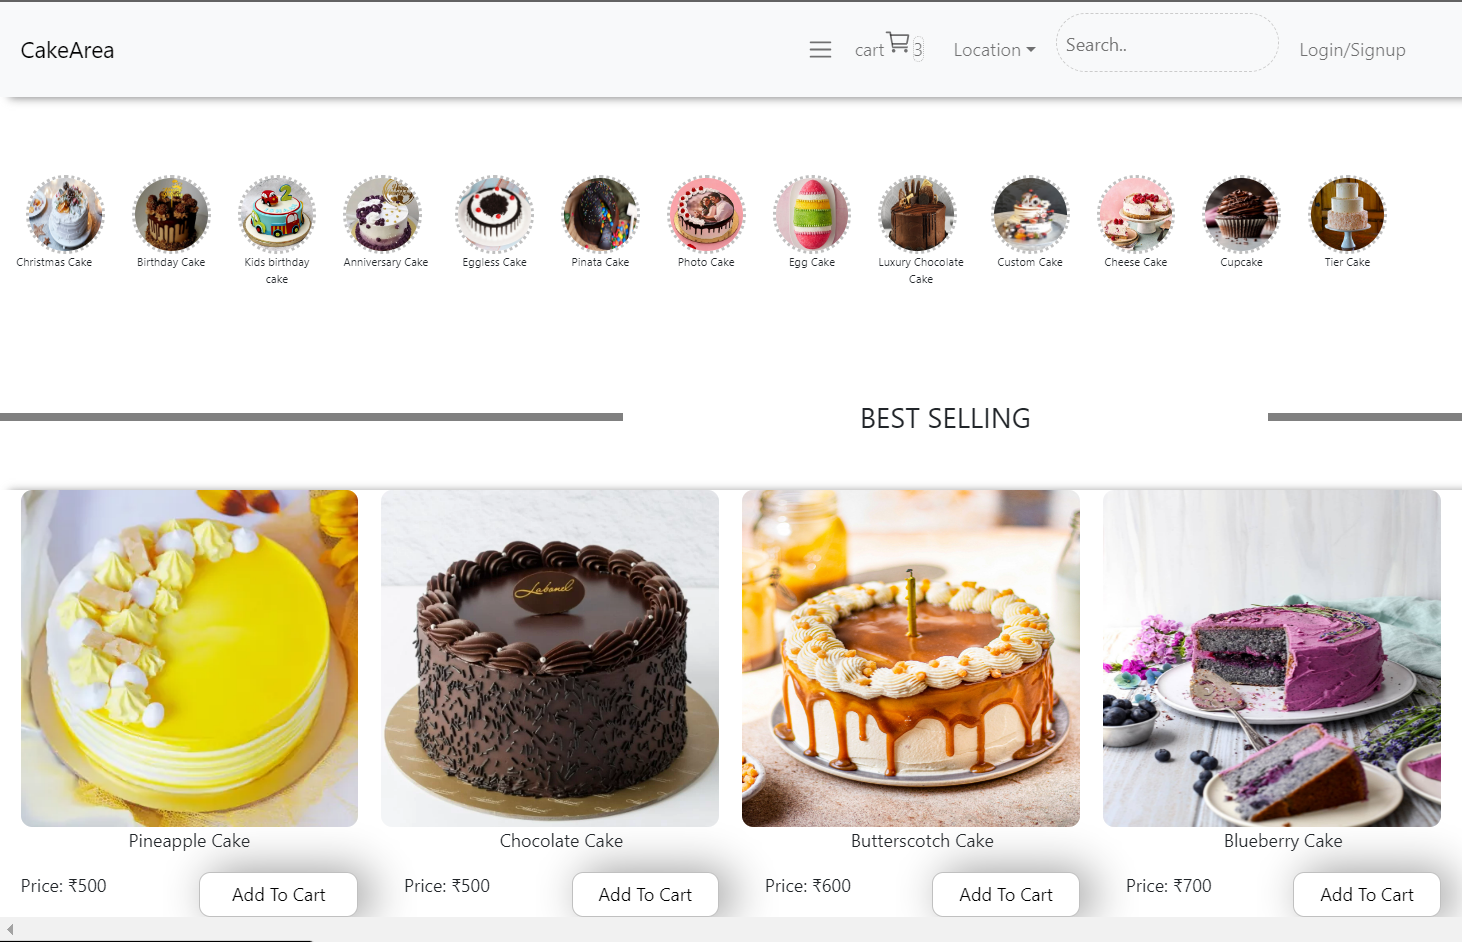 CakeArea
cart 3
Location
Search..
Login/Signup
Christmas Cake
Birthday Cake
Kids birthday
cake
Anniversary Cake
Eggless Cake
Pinata Cake
Photo Cake
Egg Cake
Luxury Chocolate
Cake
Custom Cake
Cheese Cake
Cupcake
Tier Cake
BEST SELLING
Labonel
Pineapple Cake
Chocolate Cake
Butterscotch Cake
Blueberry Cake
Price: ₹500
Add To Cart
Price: ₹500
Add To Cart
Price: ₹600
Add To Cart
Price: ₹700
Add To Cart